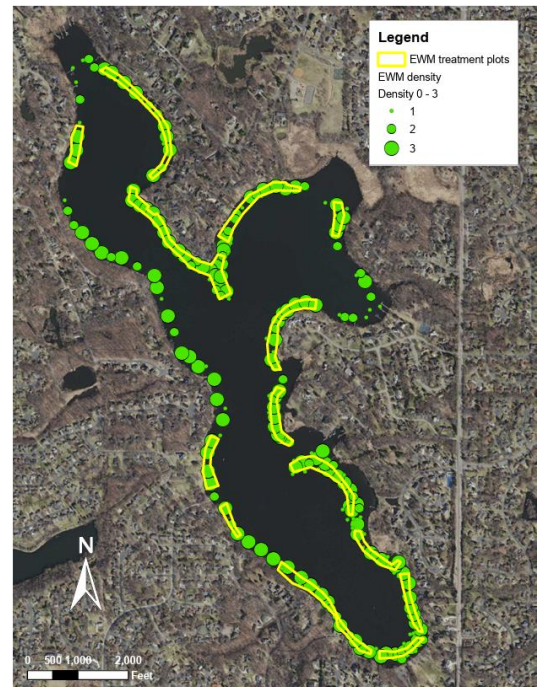 Legend
EWM treatment plots
EWM density
Density 0 - 3
1
2
3
N
0 500 1,000 2,000
Feet